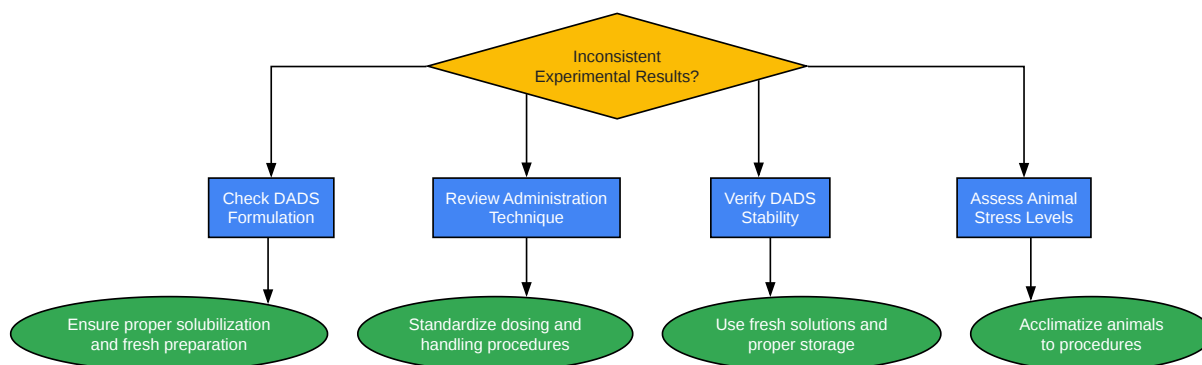 Inconsistent
Experimental Results?
Check DADS
Formulation
Review Administration
Technique
Verify DADS
Stability
Assess Animal
Stress Levels
Ensure proper solubilization
and fresh preparation
Standardize dosing and
handling procedures
Use fresh solutions and
proper storage
Acclimatize animals
to procedures